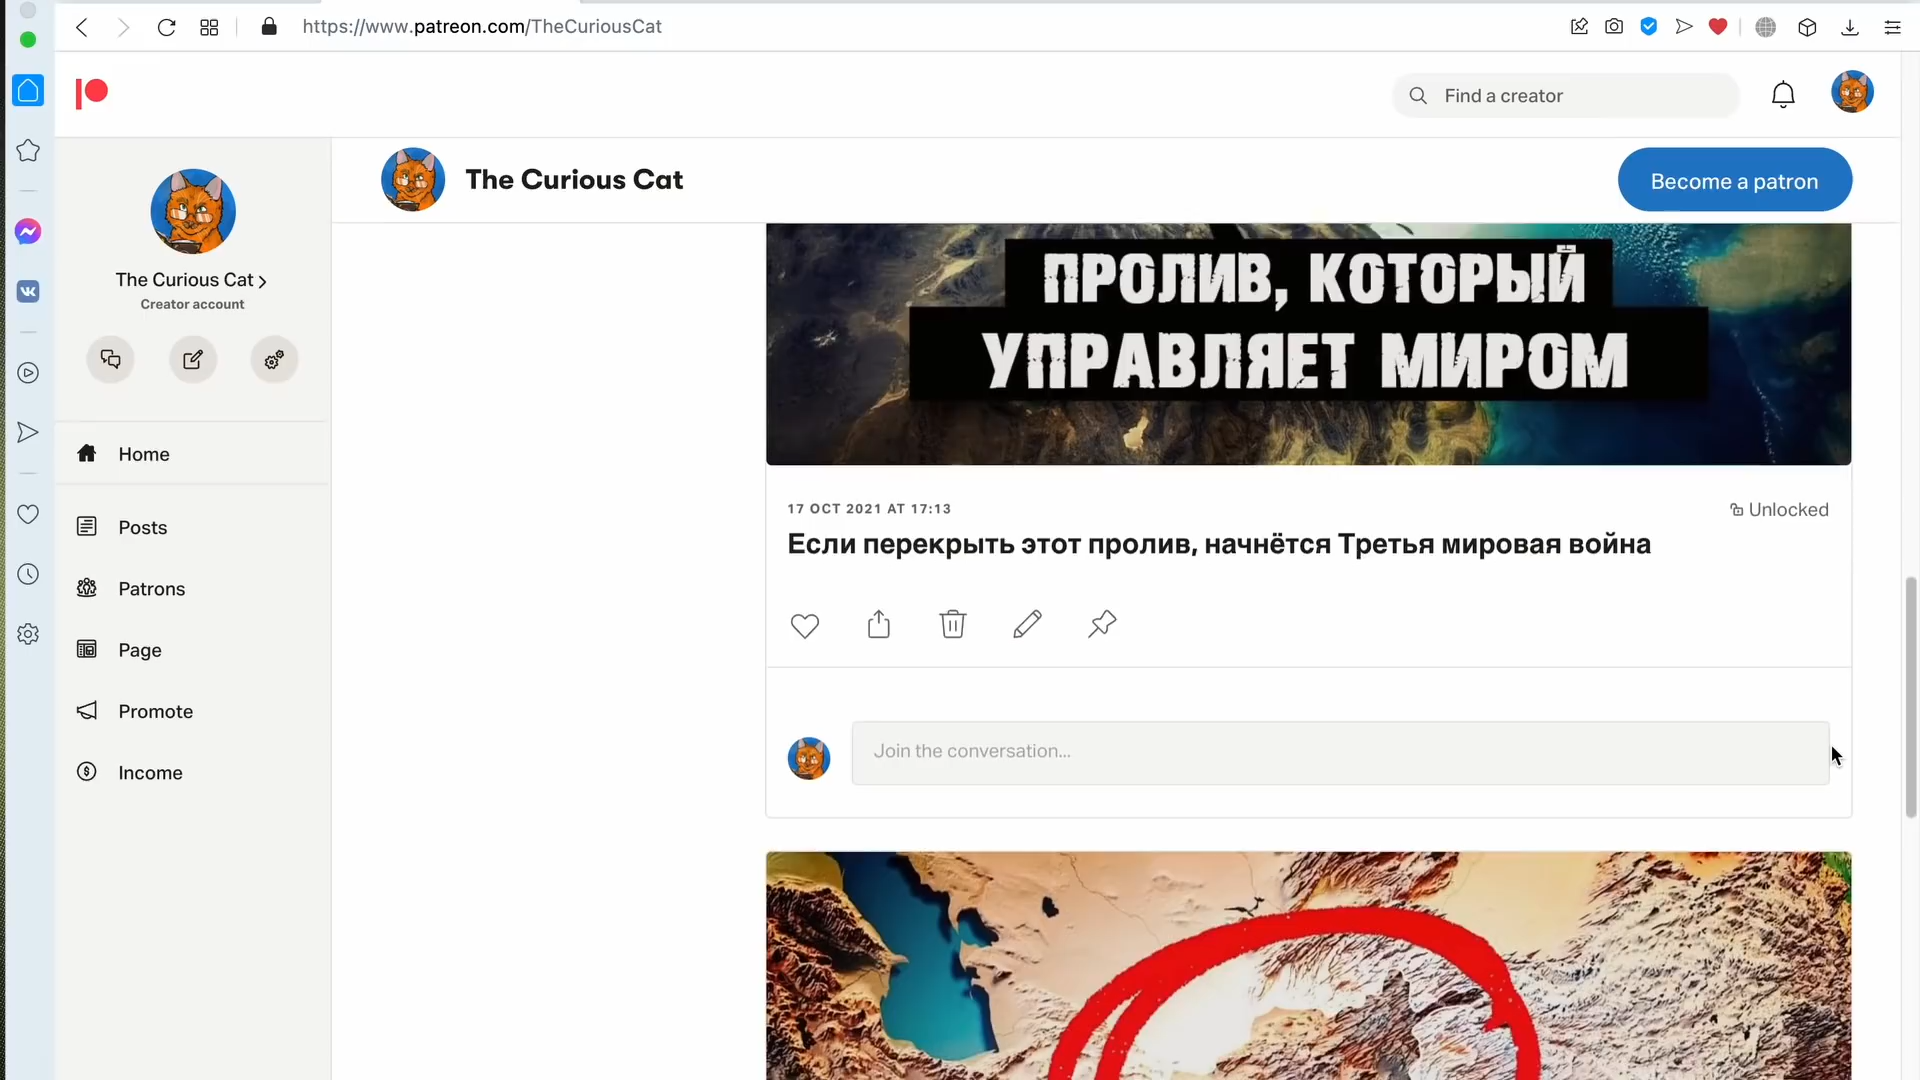 https://www.patreon.com/TheCuriousCat
Find a creator
The Curious Cat
Become a patron
The Curious Cat
Creator account
Home
Posts
Patrons
Page
Promote
Income
ПРОЛИВ, КОТОРЫЙ
УПРАВЛЯЕТ МИРОМ
17 OCT 2021 AT 17:13
Unlocked
Если перекрыть этот пролив, начнётся Третья мировая война
Join the conversation...